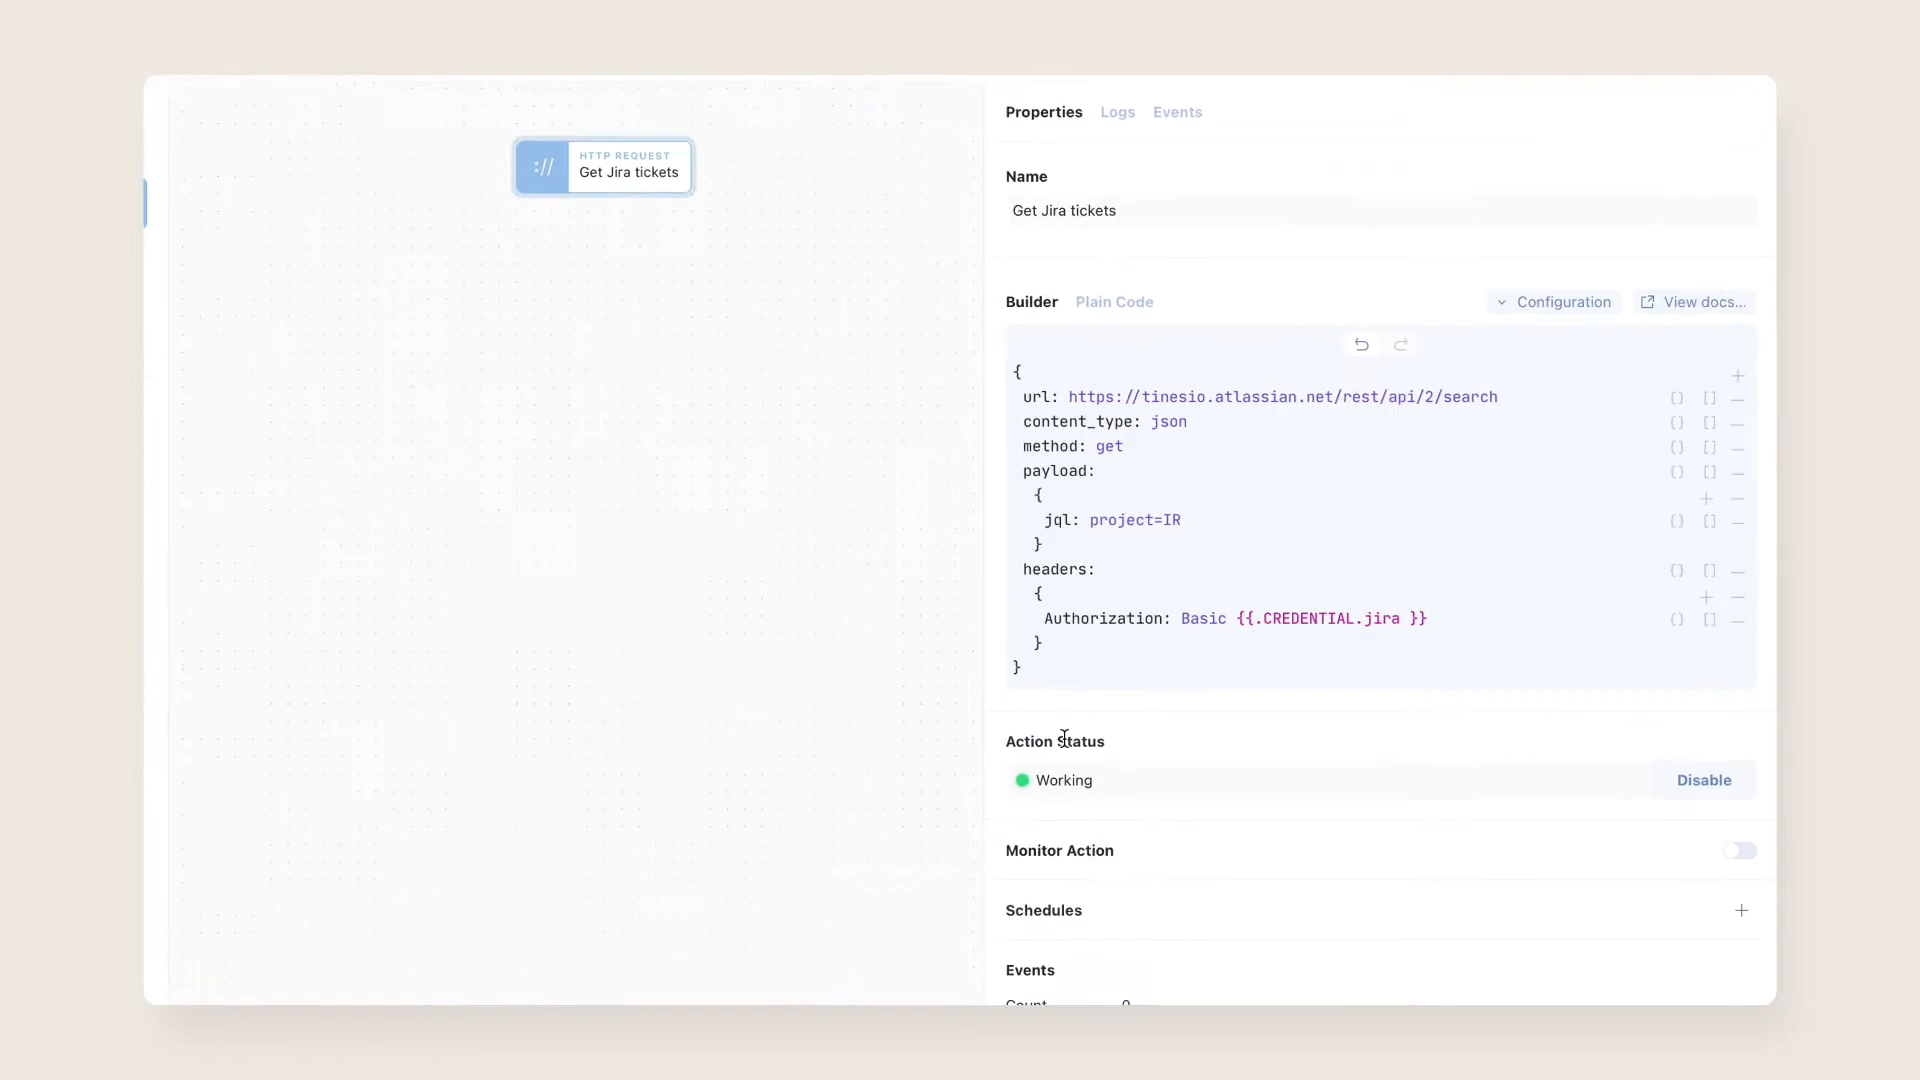 ://
HTTP REQUEST
Get Jira tickets
Properties Logs Events
Name
Get Jira tickets
Builder Plain Code Configuration View docs...
{
url: https://tinesio.atlassian.net/rest/api/2/search {} []
content_type: json {} []
method: get {} []
payload: {} []
{
jql: project=IR {} []
}
headers: {} []
{
Authorization: Basic {{.CREDENTIAL.jira }} {} []
}
}
Action Status
Working Disable
Monitor Action
Schedules
Events
Count 0